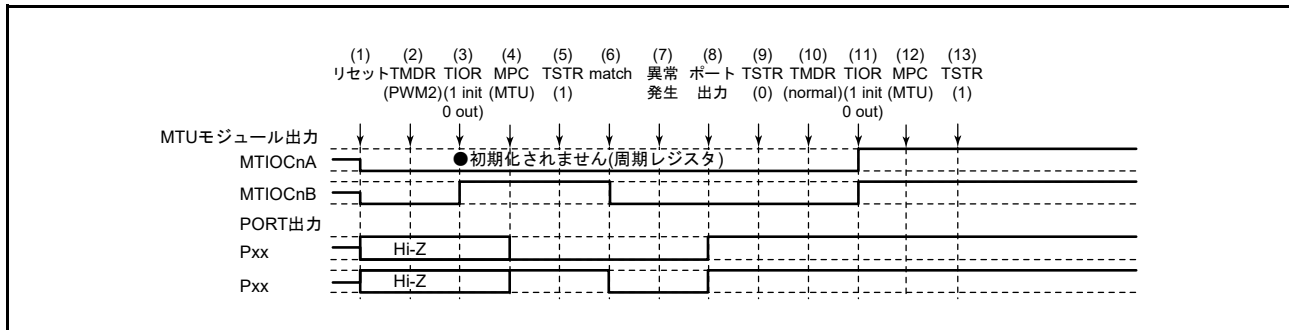 (1) (2) (3) (4) (5) (6) (7) (8) (9) (10) (11) (12) (13)
リセット TMDR TIOR MPC TSTR match 異常 ポート TSTR TMDR TIOR MPC TSTR
(PWM2) (1 init (MTU) (1) 発生 出力 (0) (normal) (1 init (MTU) (1)
0 out) 0 out)
MTUモジュール出力
MTIOCnA ●初期化されません(周期レジスタ)
MTIOCnB
PORT出力
Pxx Hi-Z
Pxx Hi-Z